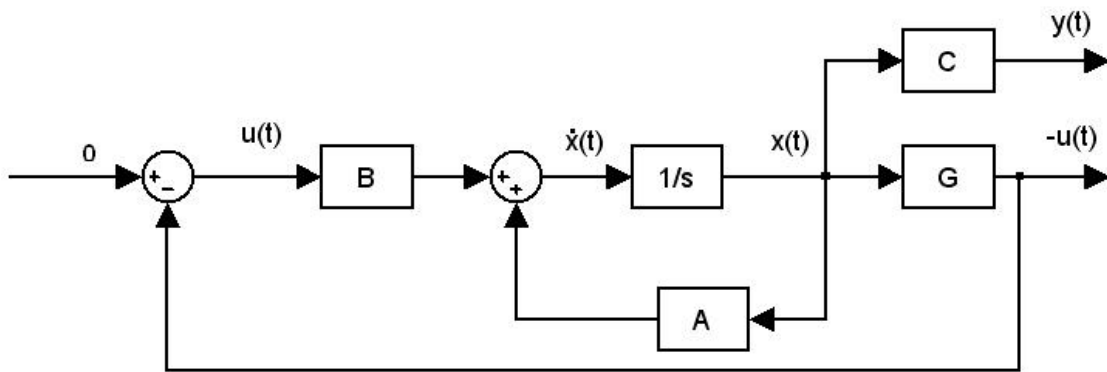 y(t)
C
0
u(t)
ẋ(t)
x(t)
-u(t)
+
−
B
+
+
1/s
G
A